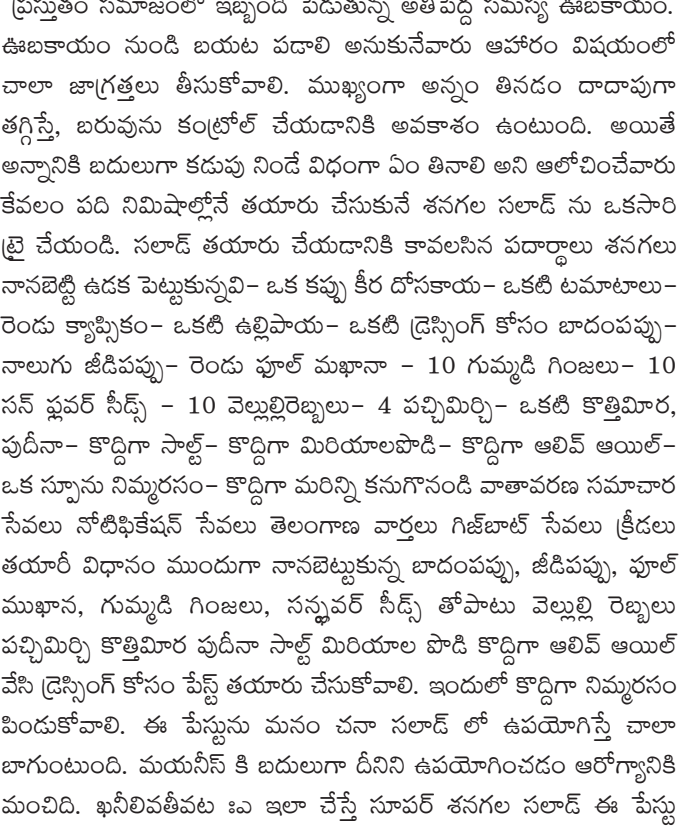 ప్రస్తుతం సమాజంలో ఇబ్బంది పెడుతున్న అతిపెద్ద సమస్య ఊబకాయం.
ఊబకాయం నుండి బయట పడాలి అనుకునేవారు ఆహారం విషయంలో
చాలా జాగ్రత్తలు తీసుకోవాలి. ముఖ్యంగా అన్నం తినడం దాదాపుగా
తగ్గిస్తే, బరువును కంట్రోల్ చేయడానికి అవకాశం ఉంటుంది. అయితే
అన్నానికి బదులుగా కడుపు నిండే విధంగా ఏం తినాలి అని ఆలోచించేవారు
కేవలం పది నిమిషాల్లోనే తయారు చేసుకునే శనగల సలాడ్ ను ఒకసారి
ట్రై చేయండి. సలాడ్ తయారు చేయడానికి కావలసిన పదార్థాలు శనగలు
నానబెట్టి ఉడక పెట్టుకున్నవి- ఒక కప్పు కీర దోసకాయ- ఒకటి టమాటాలు-
రెండు క్యాప్సికం- ఒకటి ఉల్లిపాయ- ఒకటి డ్రెస్సింగ్ కోసం బాదంపప్పు-
నాలుగు జీడిపప్పు- రెండు ఫూల్ మఖానా - 10 గుమ్మడి గింజలు- 10
సన్ ఫ్లవర్ సీడ్స్ - 10 వెల్లుల్లిరెబ్బలు- 4 పచ్చిమిర్చి- ఒకటి కొత్తిమీర,
పుదీనా- కొద్దిగా సాల్ట్- కొద్దిగా మిరియాలపొడి- కొద్దిగా ఆలివ్ ఆయిల్-
ఒక స్పూను నిమ్మరసం- కొద్దిగా మరిన్ని కనుగొనండి వాతావరణ సమాచార
సేవలు నోటిఫికేషన్ సేవలు తెలంగాణ వార్తలు గిజ్‌బాట్ సేవలు క్రీడలు
తయారీ విధానం ముందుగా నానబెట్టుకున్న బాదంపప్పు, జీడిపప్పు, ఫూల్
ముఖాన, గుమ్మడి గింజలు, సన్ఫ్లవర్ సీడ్స్ తోపాటు వెల్లుల్లి రెబ్బలు
పచ్చిమిర్చి కొత్తిమీర పుదీనా సాల్ట్ మిరియాల పొడి కొద్దిగా ఆలివ్ ఆయిల్
వేసి డ్రెస్సింగ్ కోసం పేస్ట్ తయారు చేసుకోవాలి. ఇందులో కొద్దిగా నిమ్మరసం
పిండుకోవాలి. ఈ పేస్టును మనం చనా సలాడ్ లో ఉపయోగిస్తే చాలా
బాగుంటుంది. మయనీస్ కి బదులుగా దీనిని ఉపయోగించడం ఆరోగ్యానికి
మంచిది. ఖనీలివతీవట ఃఎ ఇలా చేస్తే సూపర్ శనగల సలాడ్ ఈ పేస్టు